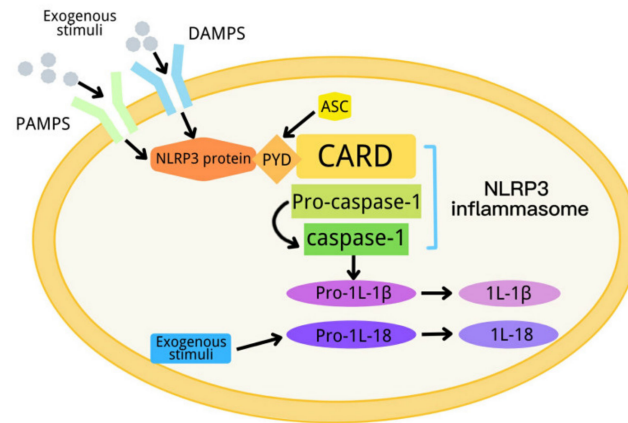 Exogenous
stimuli
DAMPS
PAMPS
ASC
NLRP3 protein
PYD
CARD
Pro-caspase-1
caspase-1
NLRP3
inflammasome
Pro-1L-1β
1L-1β
Exogenous
stimuli
Pro-1L-18
1L-18